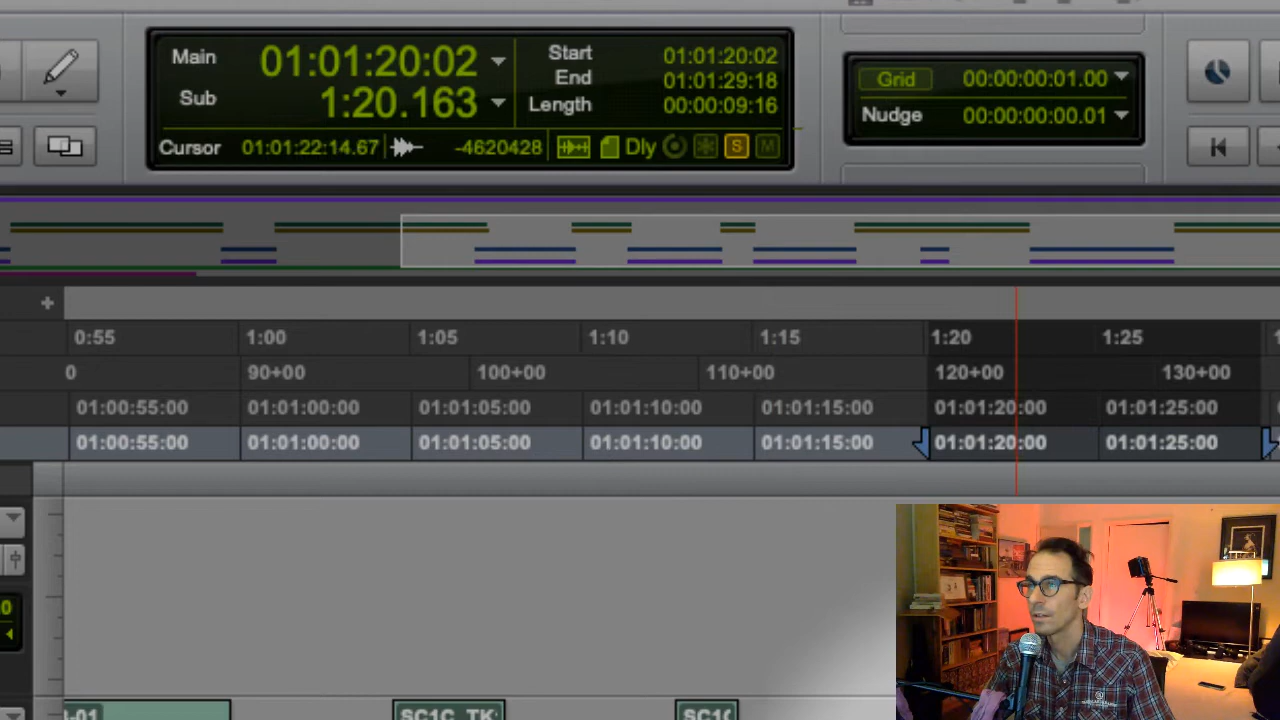 Main 01:01:20:02
Sub 1:20.163
Start 01:01:20:02
End 01:01:29:18
Length 00:00:09:16
Cursor 01:01:22:14.67 -4620428 Dly S M
Grid 00:00:00:01.00
Nudge 00:00:00:00.01
+
0:55 1:00 1:05 1:10 1:15 1:20 1:25
0 90+00 100+00 110+00 120+00 130+00
01:00:55:00 01:01:00:00 01:01:05:00 01:01:10:00 01:01:15:00 01:01:20:00 01:01:25:00
01:00:55:00 01:01:00:00 01:01:05:00 01:01:10:00 01:01:15:00 01:01:20:00 01:01:25:00
0
-01 SC1C_TK SC1C